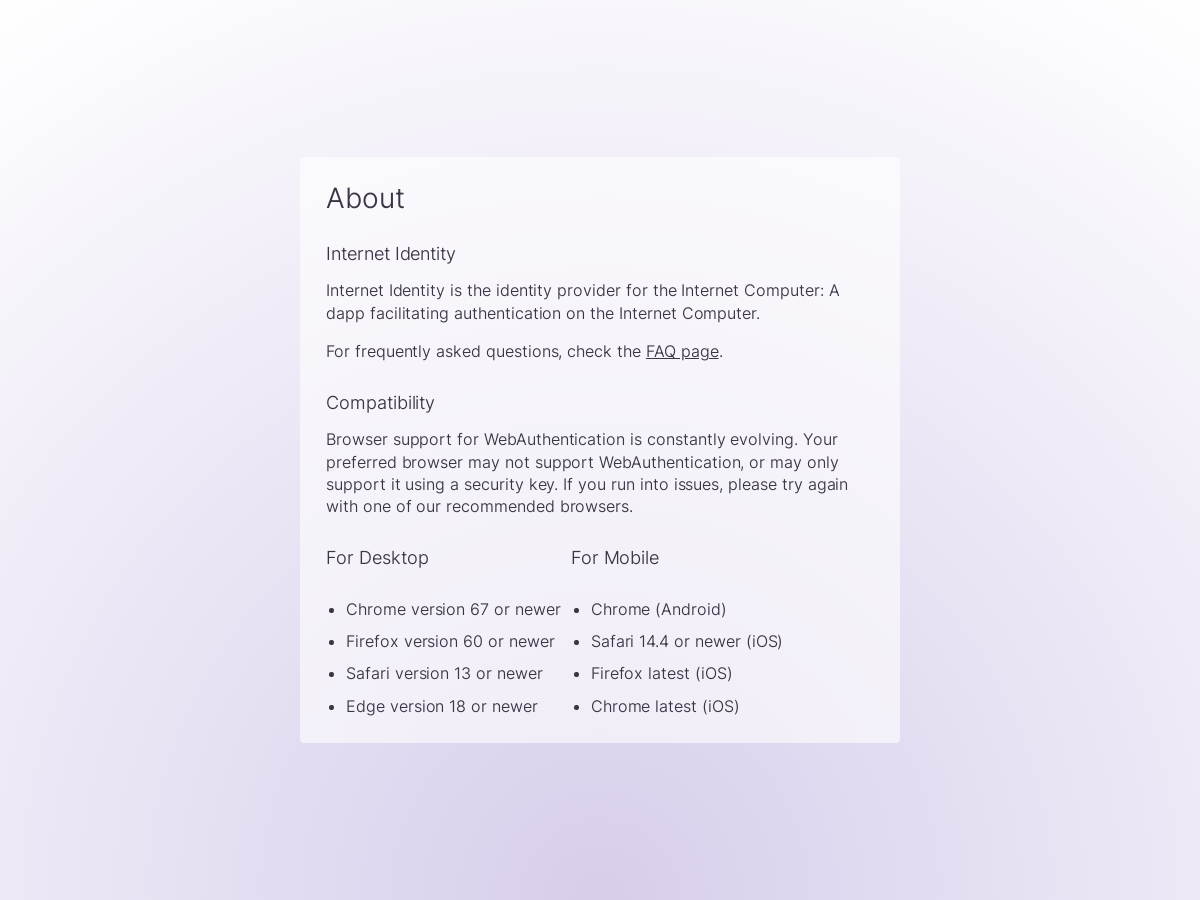 About
Internet Identity
Internet Identity is the identity provider for the Internet Computer: A
dapp facilitating authentication on the Internet Computer.
For frequently asked questions, check the FAQ page.
Compatibility
Browser support for WebAuthentication is constantly evolving. Your
preferred browser may not support WebAuthentication, or may only
support it using a security key. If you run into issues, please try again
with one of our recommended browsers.
For Desktop
• Chrome version 67 or newer
• Firefox version 60 or newer
• Safari version 13 or newer
• Edge version 18 or newer
For Mobile
• Chrome (Android)
• Safari 14.4 or newer (iOS)
• Firefox latest (iOS)
• Chrome latest (iOS)